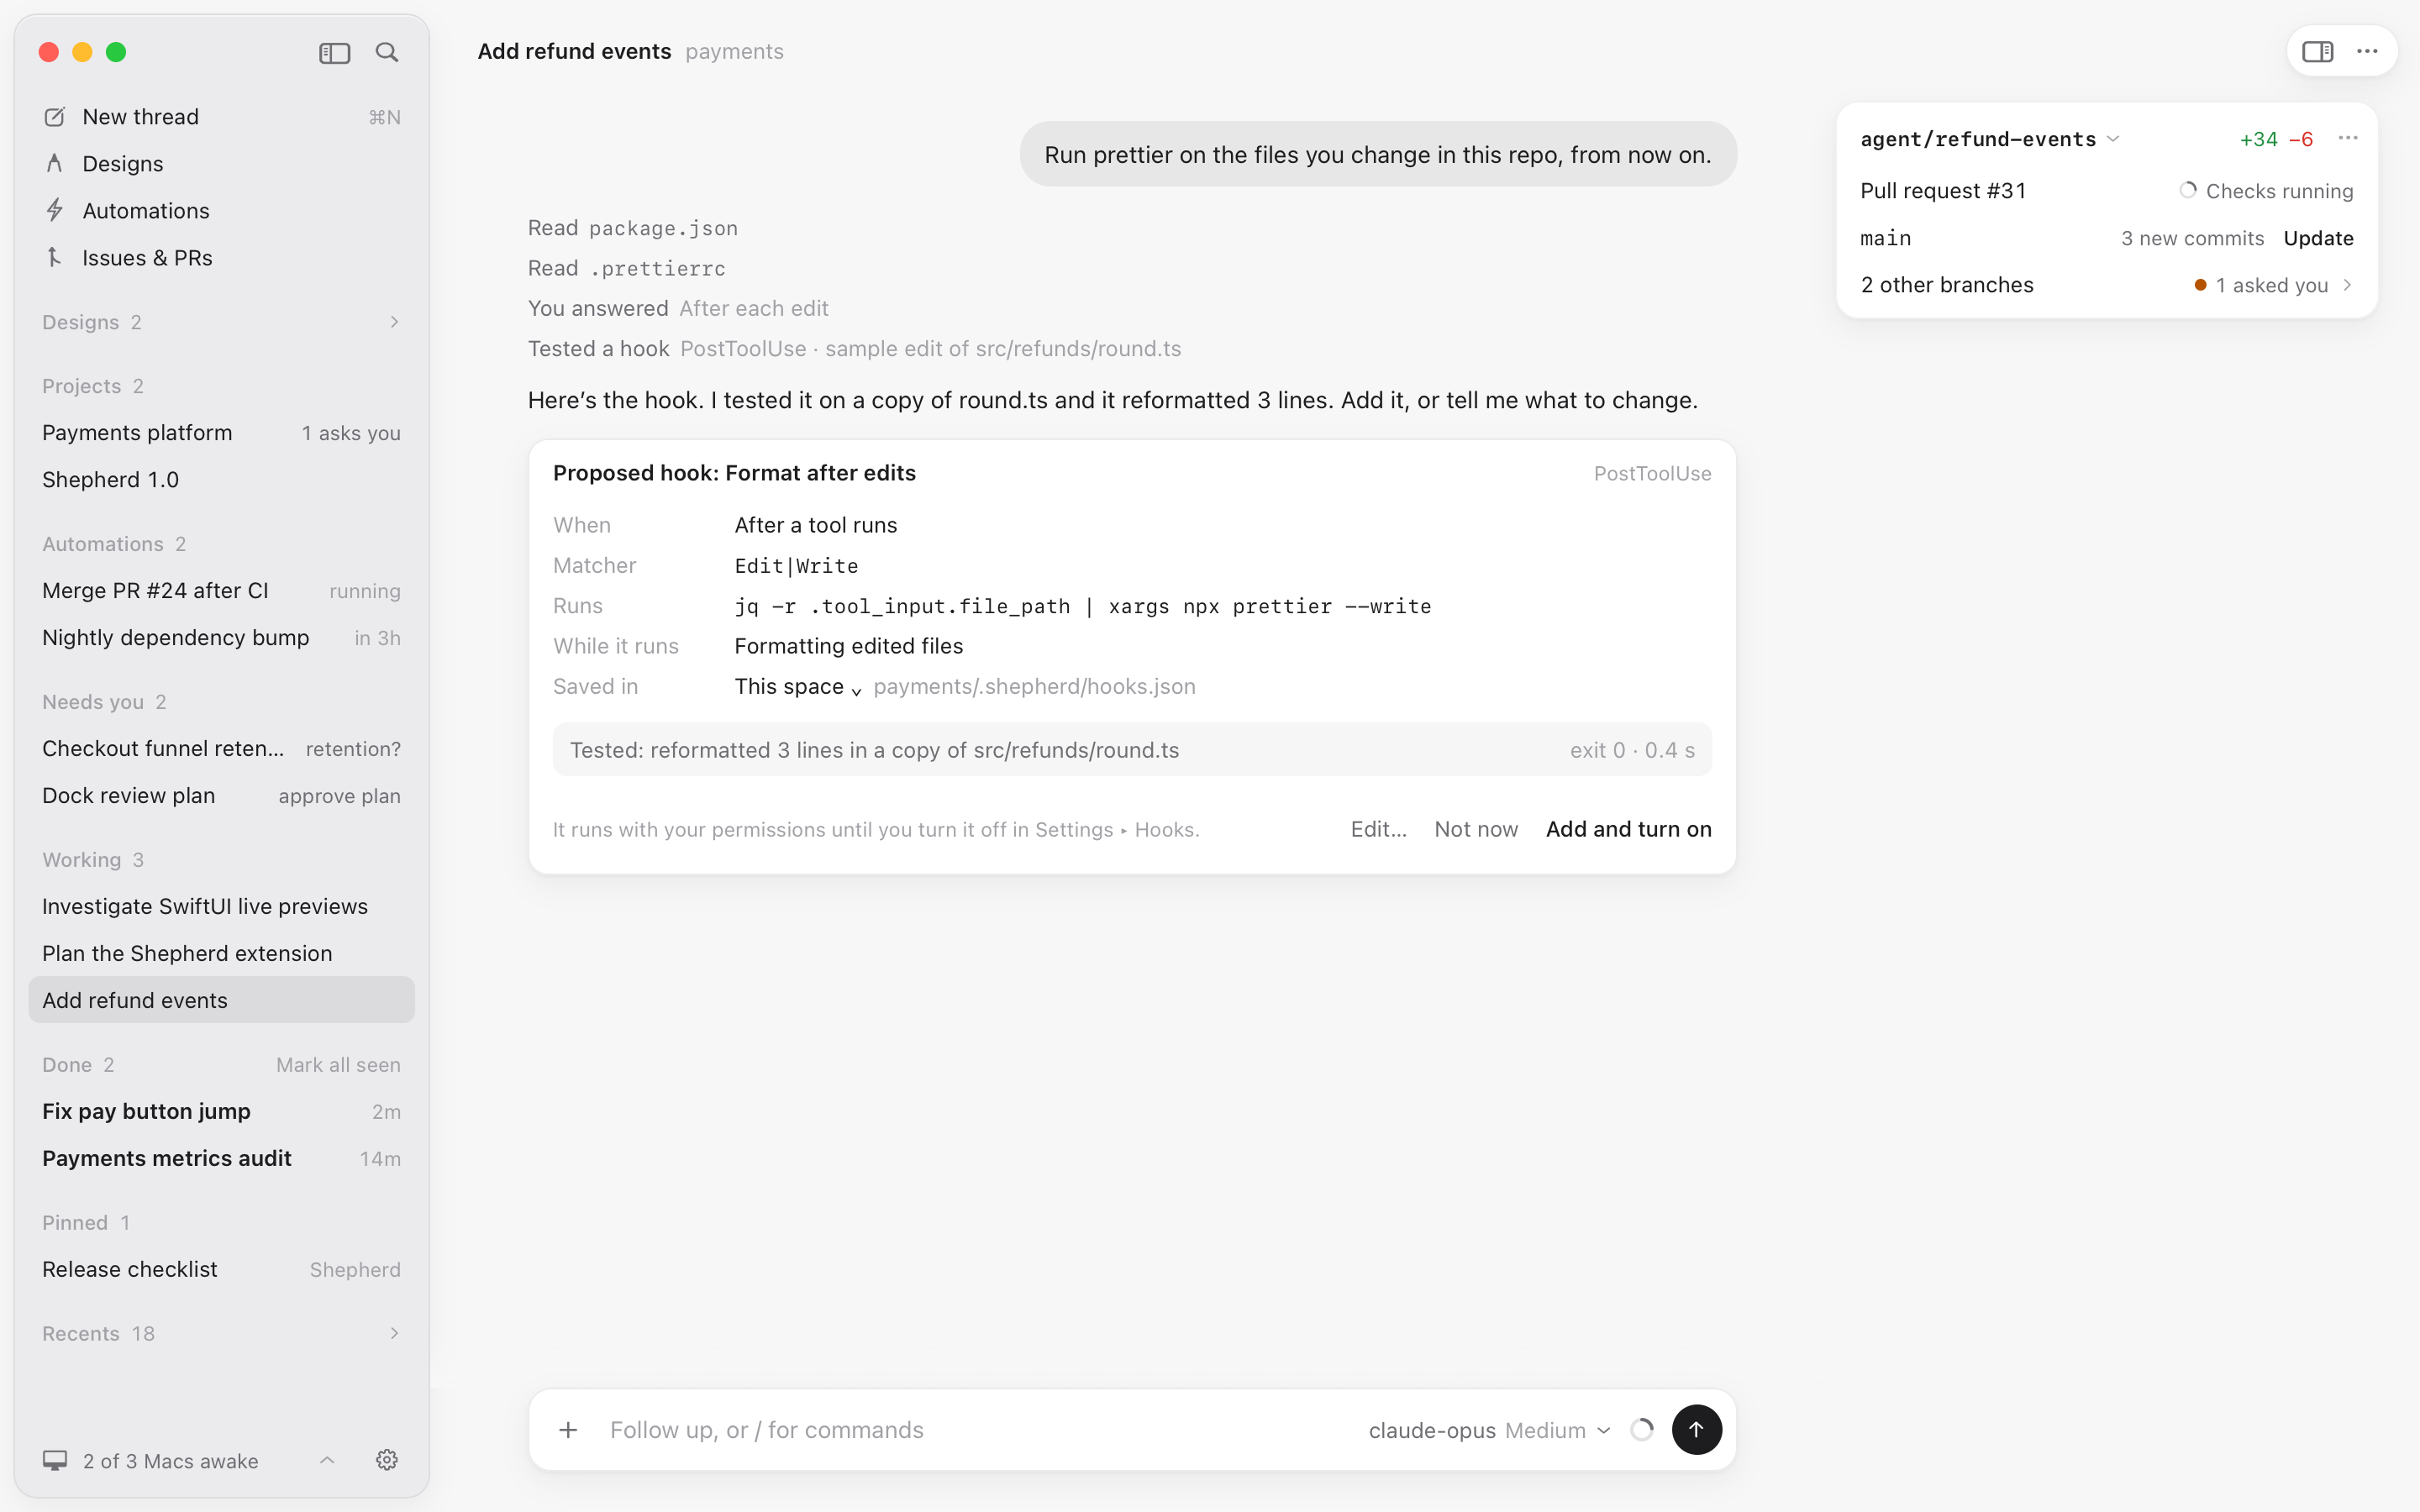 New thread ⌘N
Designs
Automations
Issues & PRs
Designs 2
Projects 2
Payments platform 1 asks you
Shepherd 1.0
Automations 2
Merge PR #24 after CI running
Nightly dependency bump in 3h
Needs you 2
Checkout funnel reten... retention?
Dock review plan approve plan
Working 3
Investigate SwiftUI live previews
Plan the Shepherd extension
Add refund events
Done 2 Mark all seen
Fix pay button jump 2m
Payments metrics audit 14m
Pinned 1
Release checklist Shepherd
Recents 18
2 of 3 Macs awake
Add refund events payments
Run prettier on the files you change in this repo, from now on.
Read package.json
Read .prettierrc
You answered After each edit
Tested a hook PostToolUse · sample edit of src/refunds/round.ts
Here’s the hook. I tested it on a copy of round.ts and it reformatted 3 lines. Add it, or tell me what to change.
Proposed hook: Format after edits PostToolUse
When After a tool runs
Matcher Edit|Write
Runs jq -r .tool_input.file_path | xargs npx prettier --write
While it runs Formatting edited files
Saved in This space payments/.shepherd/hooks.json
Tested: reformatted 3 lines in a copy of src/refunds/round.ts exit 0 · 0.4 s
It runs with your permissions until you turn it off in Settings ▸ Hooks. Edit... Not now Add and turn on
Follow up, or / for commands claude-opus Medium
agent/refund-events +34 −6
Pull request #31 Checks running
main 3 new commits Update
2 other branches 1 asked you